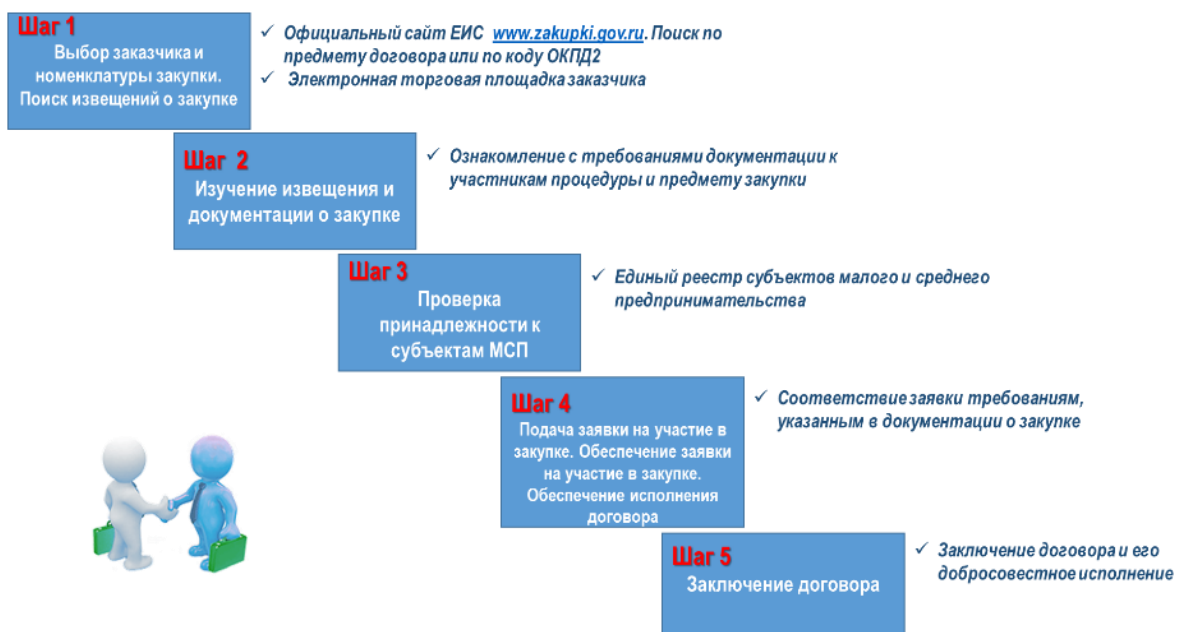 Шаг 1
Выбор заказчика и
номенклатуры закупки.
Поиск извещений о закупке
✓ Официальный сайт ЕИС www.zakupki.gov.ru. Поиск по
предмету договора или по коду ОКПД2
✓ Электронная торговая площадка заказчика
Шаг 2
Изучение извещения и
документации о закупке
✓ Ознакомление с требованиями документации к
участникам процедуры и предмету закупки
Шаг 3
Проверка
принадлежности к
субъектам МСП
✓ Единый реестр субъектов малого и среднего
предпринимательства
Шаг 4
Подача заявки на участие в
закупке. Обеспечение заявки
на участие в закупке.
Обеспечение исполнения
договора
✓ Соответствие заявки требованиям,
указанным в документации о закупке
Шаг 5
Заключение договора
✓ Заключение договора и его
добросовестное исполнение